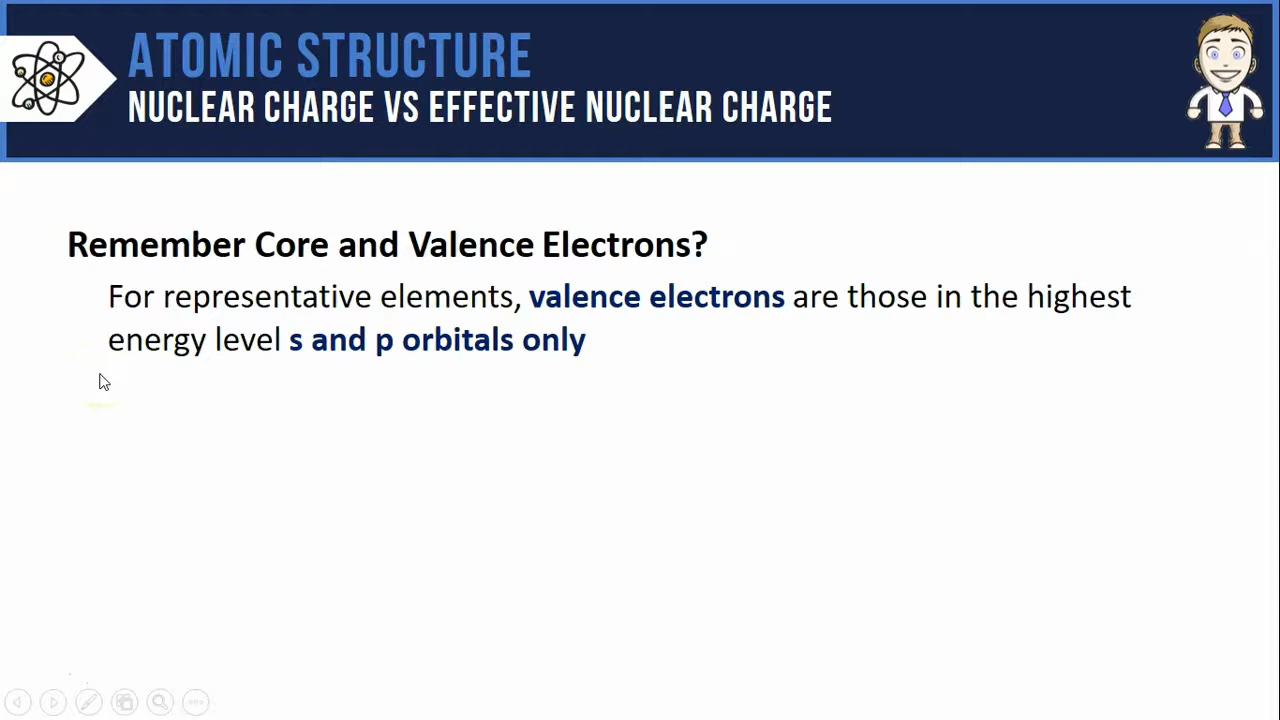 ATOMIC STRUCTURE
NUCLEAR CHARGE VS EFFECTIVE NUCLEAR CHARGE
Remember Core and Valence Electrons?
For representative elements, valence electrons are those in the highest
energy level s and p orbitals only